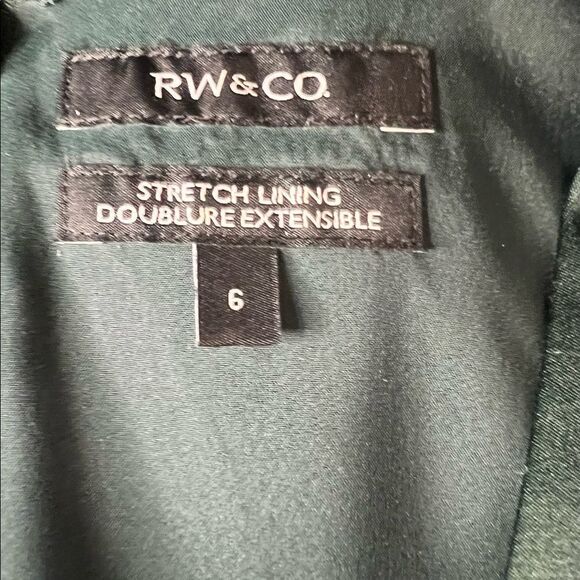 RW&CO.
STRETCH LINING
DOUBLURE EXTENSIBLE
6